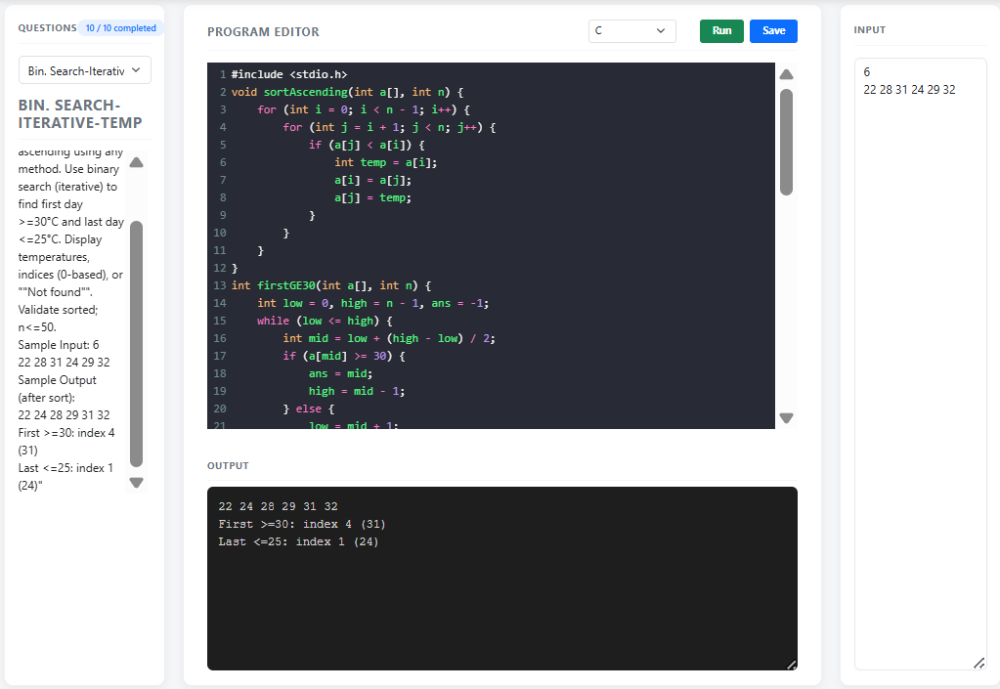 QUESTIONS 10 / 10 completed
Bin. Search-Iterativ
BIN. SEARCH-
ITERATIVE-TEMP
ascending using any
method. Use binary
search (iterative) to
find first day
>=30°C and last day
<=25°C. Display
temperatures,
indices (0-based), or
""Not found"".
Validate sorted;
n<=50.
Sample Input: 6
22 28 31 24 29 32
Sample Output
(after sort):
22 24 28 29 31 32
First >=30: index 4
(31)
Last <=25: index 1
(24)"
PROGRAM EDITOR
C
Run
Save
1 #include <stdio.h>
2 void sortAscending(int a[], int n) {
3     for (int i = 0; i < n - 1; i++) {
4         for (int j = i + 1; j < n; j++) {
5             if (a[j] < a[i]) {
6                 int temp = a[i];
7                 a[i] = a[j];
8                 a[j] = temp;
9             }
10         }
11     }
12 }
13 int firstGE30(int a[], int n) {
14     int low = 0, high = n - 1, ans = -1;
15     while (low <= high) {
16         int mid = low + (high - low) / 2;
17         if (a[mid] >= 30) {
18             ans = mid;
19             high = mid - 1;
20         } else {
21             low = mid + 1;
OUTPUT
22 24 28 29 31 32
First >=30: index 4 (31)
Last <=25: index 1 (24)
INPUT
6
22 28 31 24 29 32